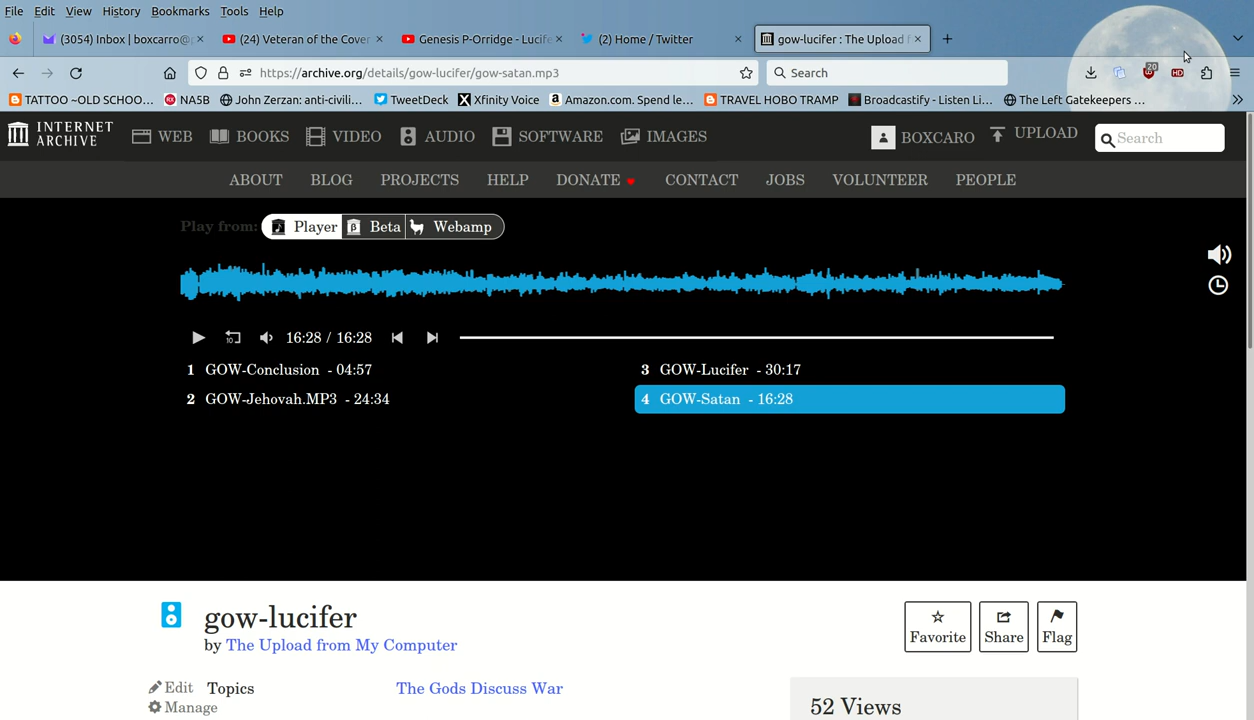 File Edit View History Bookmarks Tools Help
(3054) Inbox | boxcarro@ (24) Veteran of the Cover Genesis P-Orridge - Lucife (2) Home / Twitter gow-lucifer : The Upload f
https://archive.org/details/gow-lucifer/gow-satan.mp3 Search 20 HD
TATTOO ~OLD SCHOO... NA5B John Zerzan: anti-civili... TweetDeck Xfinity Voice Amazon.com. Spend le... TRAVEL HOBO TRAMP Broadcastify - Listen Li... The Left Gatekeepers ...
INTERNET ARCHIVE WEB BOOKS VIDEO AUDIO SOFTWARE IMAGES BOXCARO UPLOAD Search
ABOUT BLOG PROJECTS HELP DONATE CONTACT JOBS VOLUNTEER PEOPLE
Play from: Player Beta Webamp
10 16:28 / 16:28
1 GOW-Conclusion - 04:57
2 GOW-Jehovah.MP3 - 24:34
3 GOW-Lucifer - 30:17
4 GOW-Satan - 16:28
gow-lucifer
by The Upload from My Computer
Favorite Share Flag
Edit Topics The Gods Discuss War
Manage
52 Views